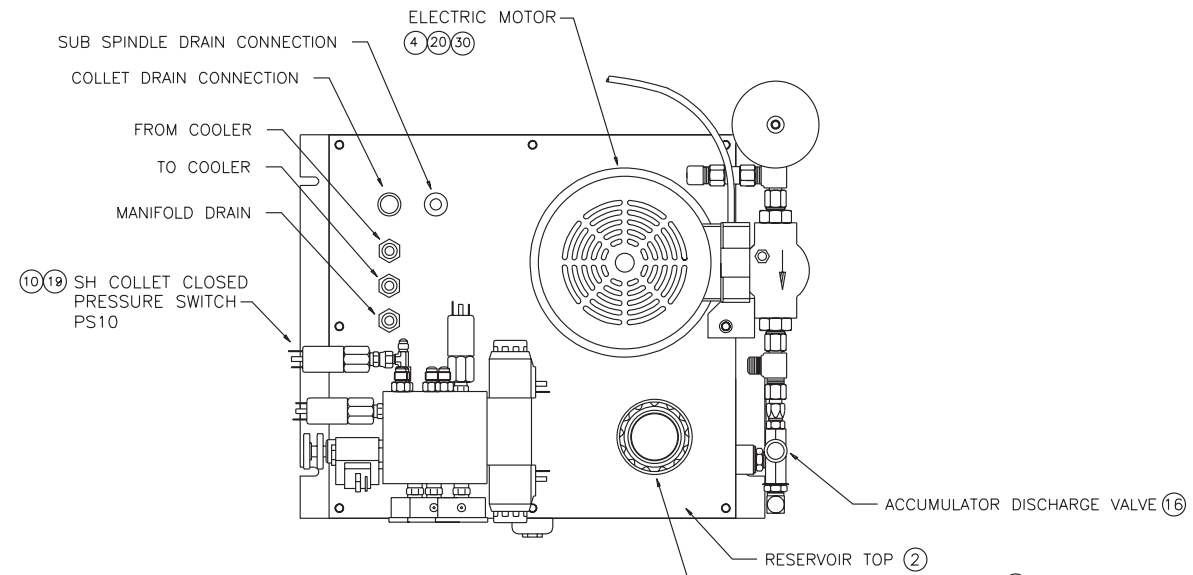 ELECTRIC MOTOR
4 20 30
SUB SPINDLE DRAIN CONNECTION
COLLET DRAIN CONNECTION
FROM COOLER
TO COOLER
MANIFOLD DRAIN
10 19 SH COLLET CLOSED
PRESSURE SWITCH
PS10
ACCUMULATOR DISCHARGE VALVE 16
RESERVOIR TOP 2